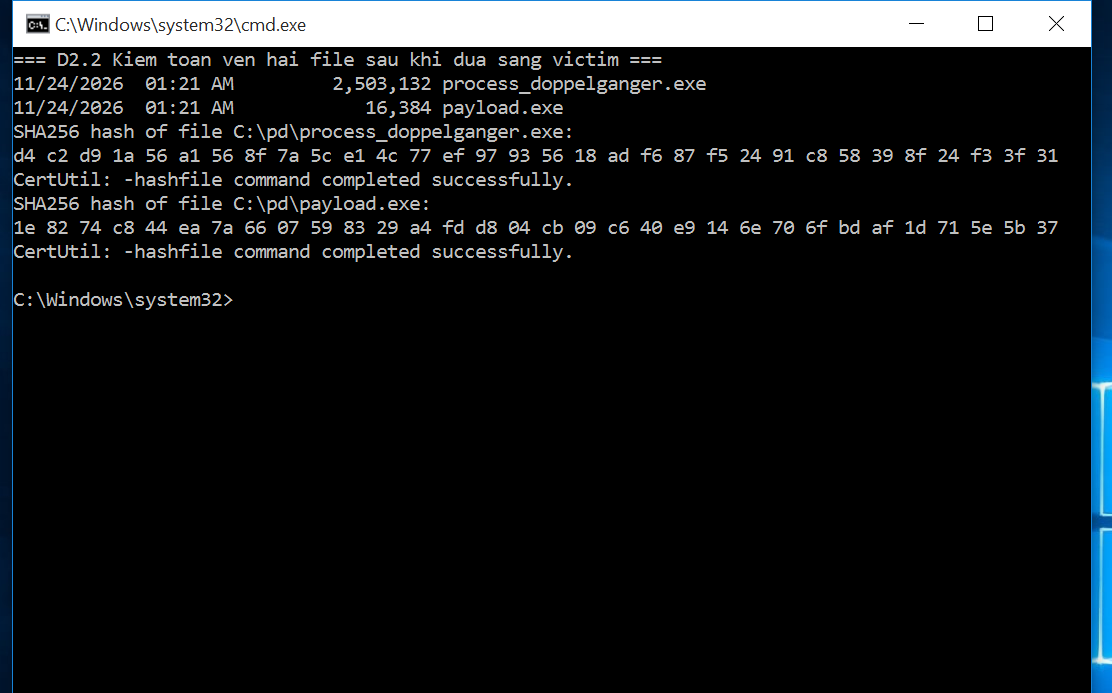 C:\Windows\system32\cmd.exe
=== D2.2 Kiem toan ven hai file sau khi dua sang victim ===
11/24/2026  01:21 AM         2,503,132 process_doppelganger.exe
11/24/2026  01:21 AM            16,384 payload.exe
SHA256 hash of file C:\pd\process_doppelganger.exe:
d4 c2 d9 1a 56 a1 56 8f 7a 5c e1 4c 77 ef 97 93 56 18 ad f6 87 f5 24 91 c8 58 39 8f 24 f3 3f 31
CertUtil: -hashfile command completed successfully.
SHA256 hash of file C:\pd\payload.exe:
1e 82 74 c8 44 ea 7a 66 07 59 83 29 a4 fd d8 04 cb 09 c6 40 e9 14 6e 70 6f bd af 1d 71 5e 5b 37
CertUtil: -hashfile command completed successfully.
C:\Windows\system32>